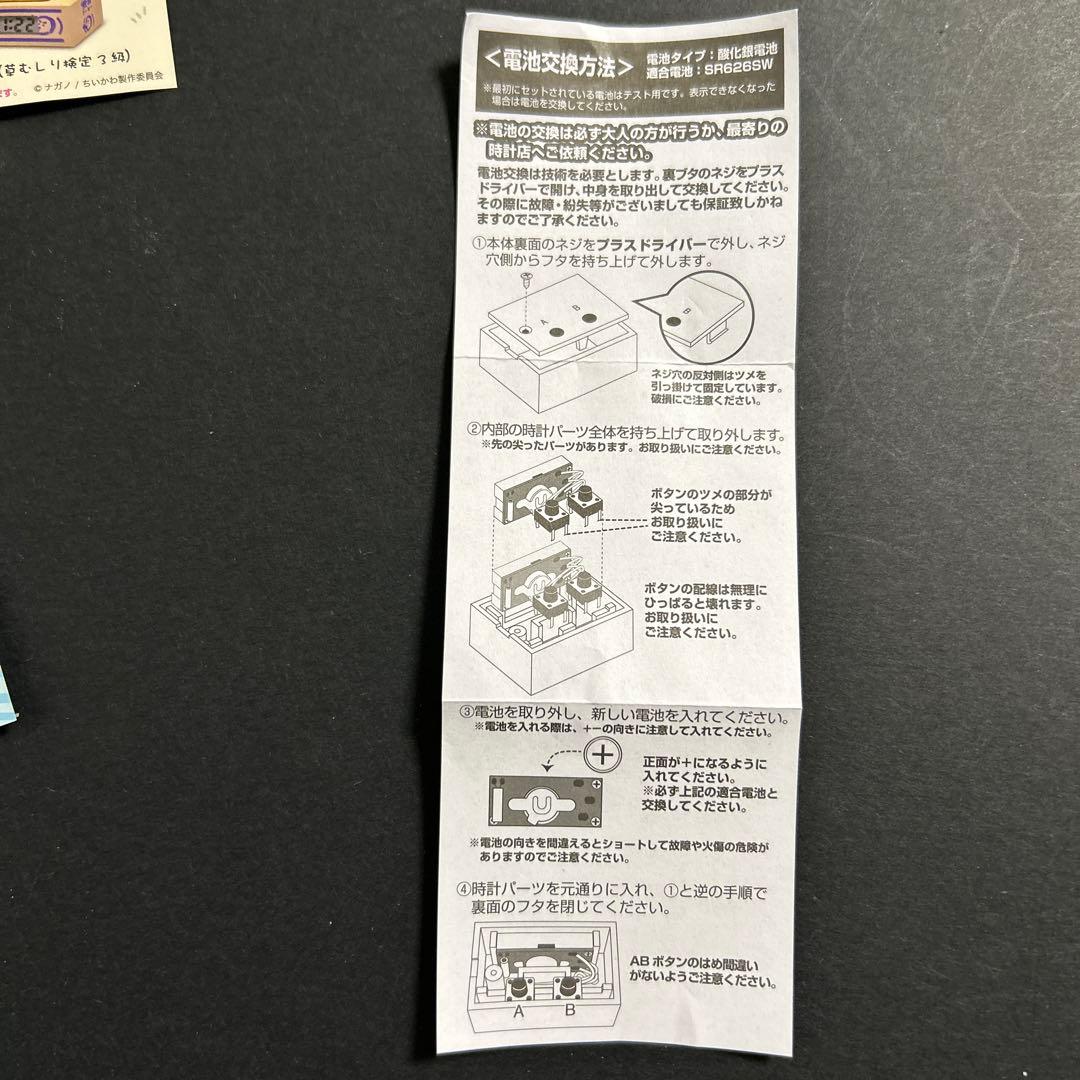 1:22
(草むしり検定3級)
す。 ©ナガノ / ちいかわ製作委員会
<電池交換方法>
電池タイプ：酸化銀電池
適合電池：SR626SW
※最初にセットされている電池はテスト用です。表示できなくなった
場合は電池を交換してください。
※電池の交換は必ず大人の方が行うか、最寄りの
時計店へご依頼ください。
電池交換は技術を必要とします。裏ブタのネジをプラス
ドライバーで開け、中身を取り出して交換してください。
その際に故障・紛失等がございましても保証致しかね
ますのでご了承ください。
①本体裏面のネジをプラスドライバーで外し、ネジ
穴側からフタを持ち上げて外します。
A B
B
ネジ穴の反対側はツメを
引っ掛けて固定しています。
破損にご注意ください。
②内部の時計パーツ全体を持ち上げて取り外します。
※先の尖ったパーツがあります。お取り扱いにご注意ください。
ボタンのツメの部分が
尖っているため
お取り扱いに
ご注意ください。
ボタンの配線は無理に
ひっぱると壊れます。
お取り扱いに
ご注意ください。
③電池を取り外し、新しい電池を入れてください。
※電池を入れる際は、+−の向きに注意して入れてください。
+
正面が＋になるように
入れてください。
※必ず上記の適合電池と
交換してください。
※電池の向きを間違えるとショートして故障や火傷の危険が
ありますのでご注意ください。
④時計パーツを元通りに入れ、①と逆の手順で
裏面のフタを閉じてください。
ABボタンのはめ間違い
がないようご注意ください。
A B